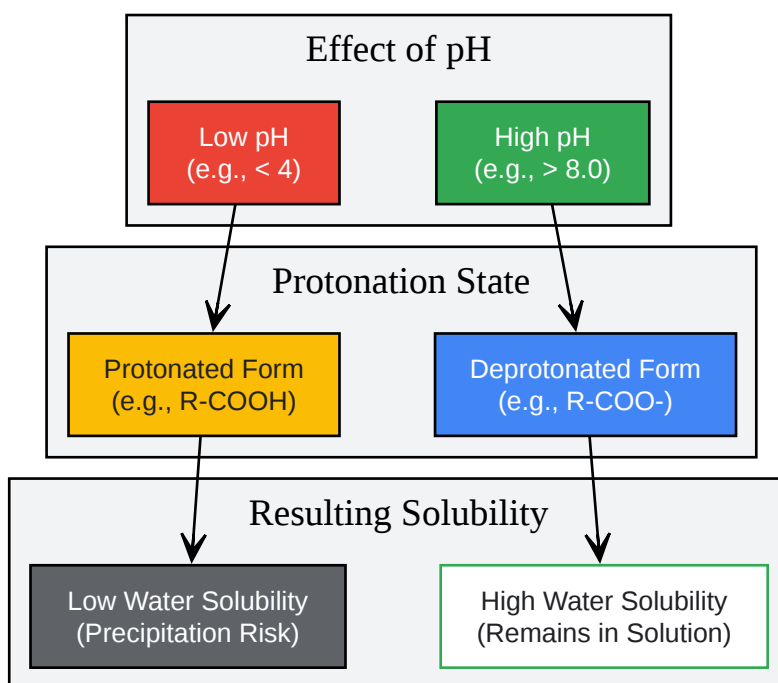 Effect of pH
Low pH
(e.g., < 4)
High pH
(e.g., > 8.0)
Protonation State
Protonated Form
(e.g., R-COOH)
Deprotonated Form
(e.g., R-COO-)
Resulting Solubility
Low Water Solubility
(Precipitation Risk)
High Water Solubility
(Remains in Solution)